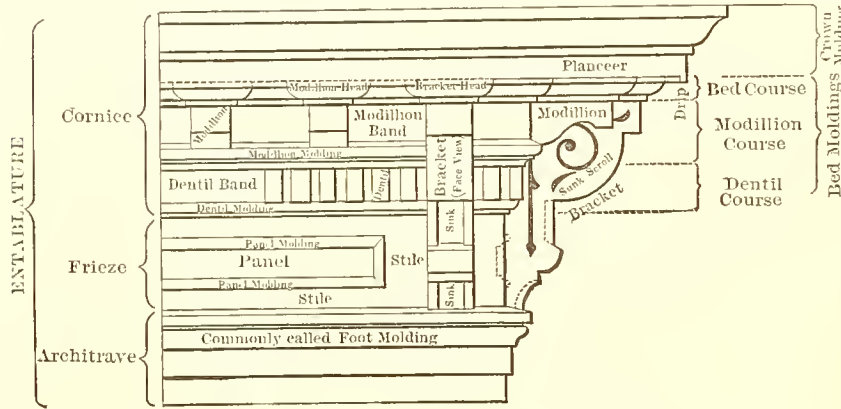 ENTABLATURE
Cornice
Frieze
Architrave
Planceer
Modillion Head
Bracket Head
Modillion
Modillion
Band
Modillion
Drip
Modillion Molding
Bracket
(Face View)
Dentil Band
Dentil
Dentil Molding
Sunk Scroll
Bracket
Sink
Panel Molding
Panel
Panel Molding
Stile
Stile
Sink
Commonly called Foot Molding
Crown
Molding
Bed Course
Modillion
Course
Dentil
Course
Bed Moldings